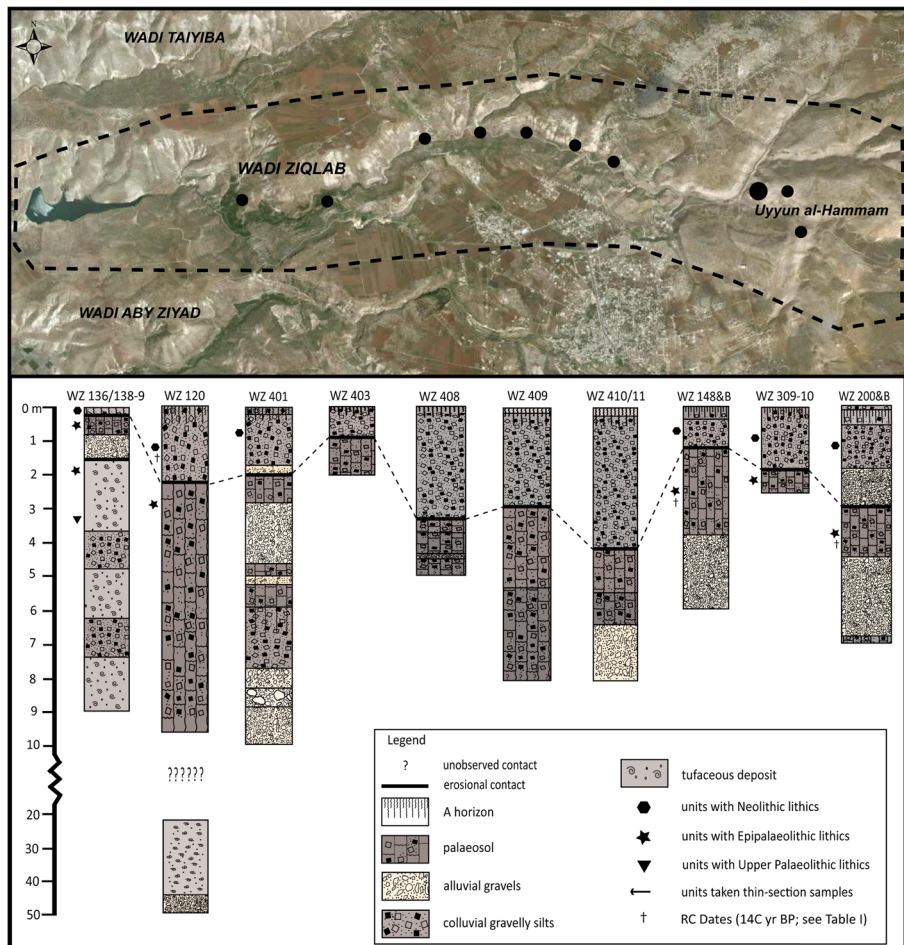 N
WADI TAIYIBA
WADI ZIQLAB
Uyyun al-Hammam
WADI ABY ZIYAD
WZ 136/138-9 WZ 120 WZ 401 WZ 403 WZ 408 WZ 409 WZ 410/11 WZ 148&B WZ 309-10 WZ 200&B
0 m
1
2
3
4
5
6
7
8
9
10
20
30
40
50
† † †
??????
Legend
? unobserved contact
erosional contact
A horizon
palaeosol
alluvial gravels
colluvial gravelly silts
tufaceous deposit
units with Neolithic lithics
units with Epipalaeolithic lithics
units with Upper Palaeolithic lithics
units taken thin-section samples
† RC Dates (14C yr BP; see Table I)